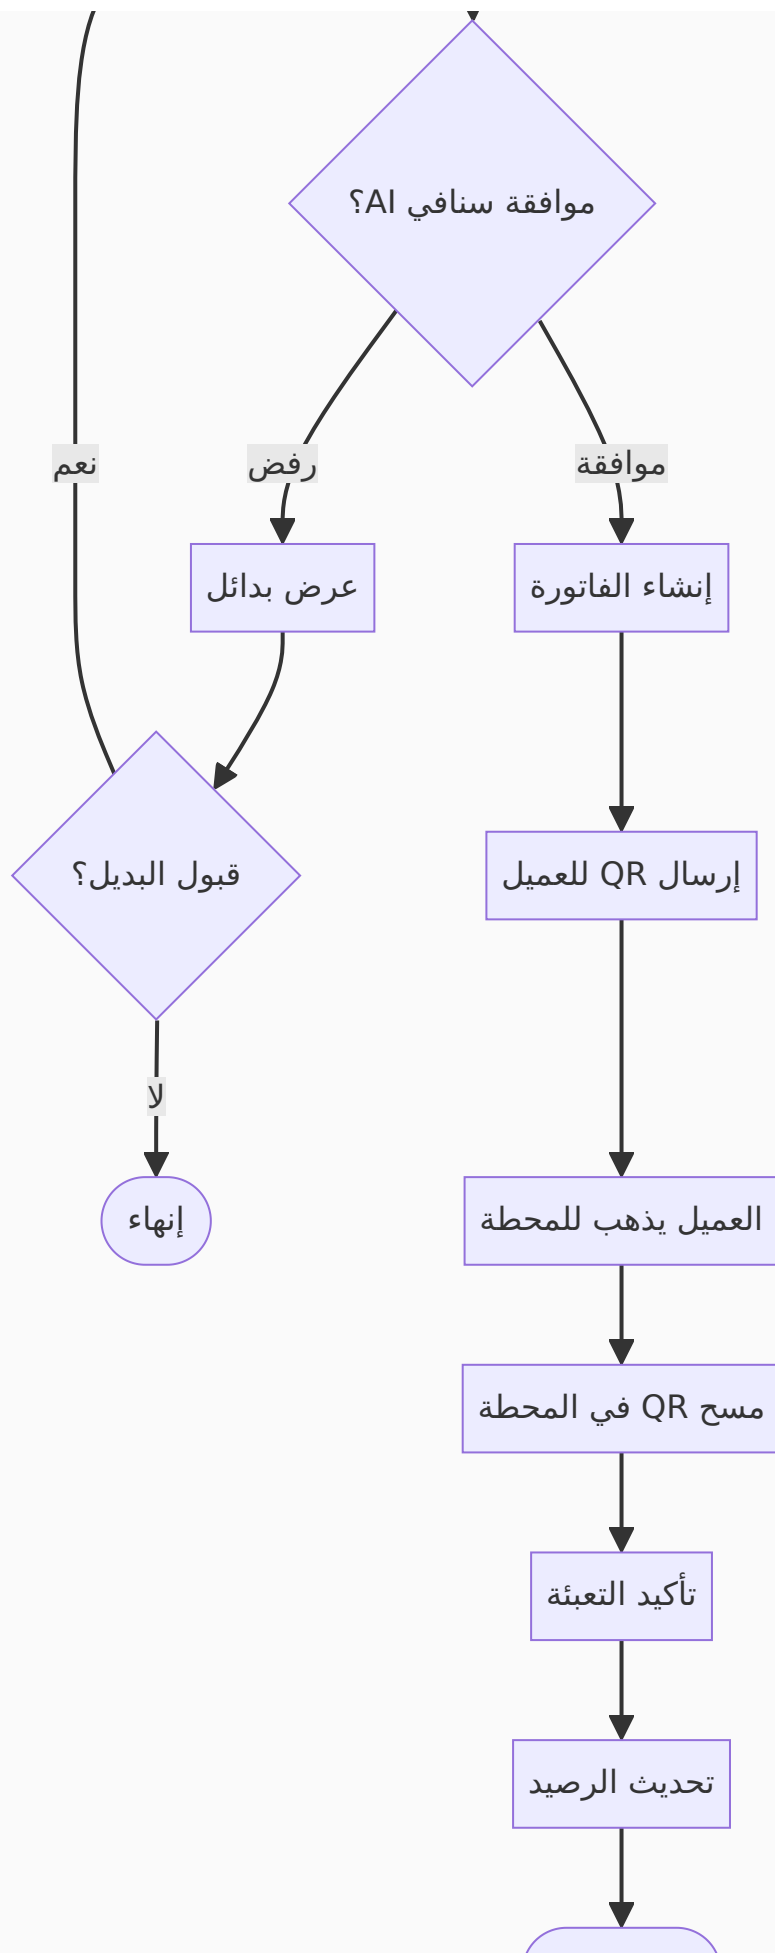 موافقة سنافي AI؟
نعم
رفض
موافقة
عرض بدائل
إنشاء الفاتورة
قبول البديل؟
إرسال QR للعميل
لا
إنهاء
العميل يذهب للمحطة
مسح QR في المحطة
تأكيد التعبئة
تحديث الرصيد